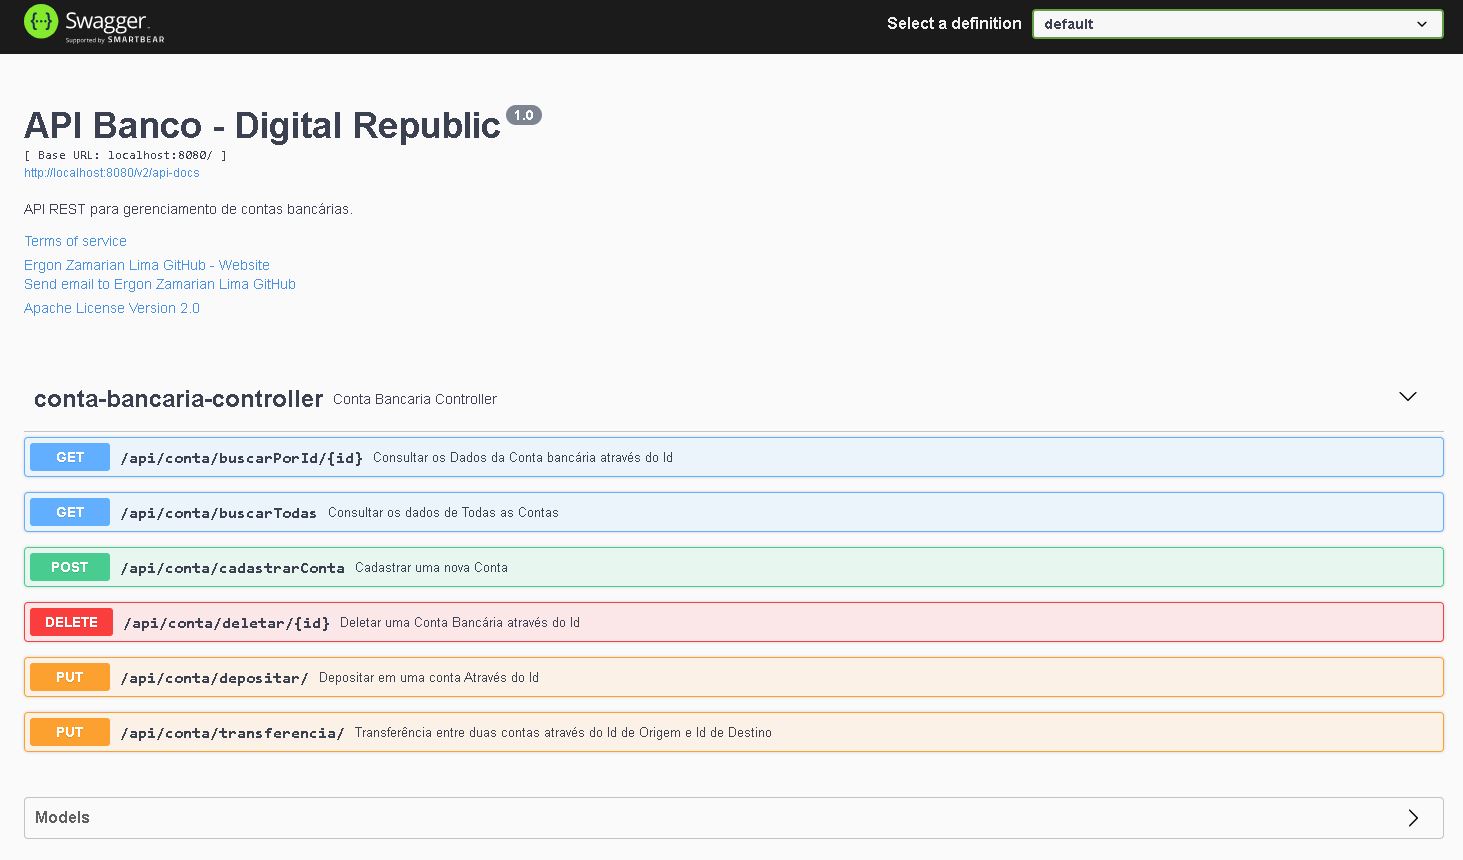 Swagger
Supported by SMARTBEAR
Select a definition
default
API Banco - Digital Republic 1.0
[ Base URL: localhost:8080/ ]
http://localhost:8080/v2/api-docs
API REST para gerenciamento de contas bancárias.
Terms of service
Ergon Zamarian Lima GitHub - Website
Send email to Ergon Zamarian Lima GitHub
Apache License Version 2.0
conta-bancaria-controller Conta Bancaria Controller
GET /api/conta/buscarPorId/{id} Consultar os Dados da Conta bancária através do Id
GET /api/conta/buscarTodas Consultar os dados de Todas as Contas
POST /api/conta/cadastrarConta Cadastrar uma nova Conta
DELETE /api/conta/deletar/{id} Deletar uma Conta Bancária através do Id
PUT /api/conta/depositar/ Depositar em uma conta Através do Id
PUT /api/conta/transferencia/ Transferência entre duas contas através do Id de Origem e Id de Destino
Models